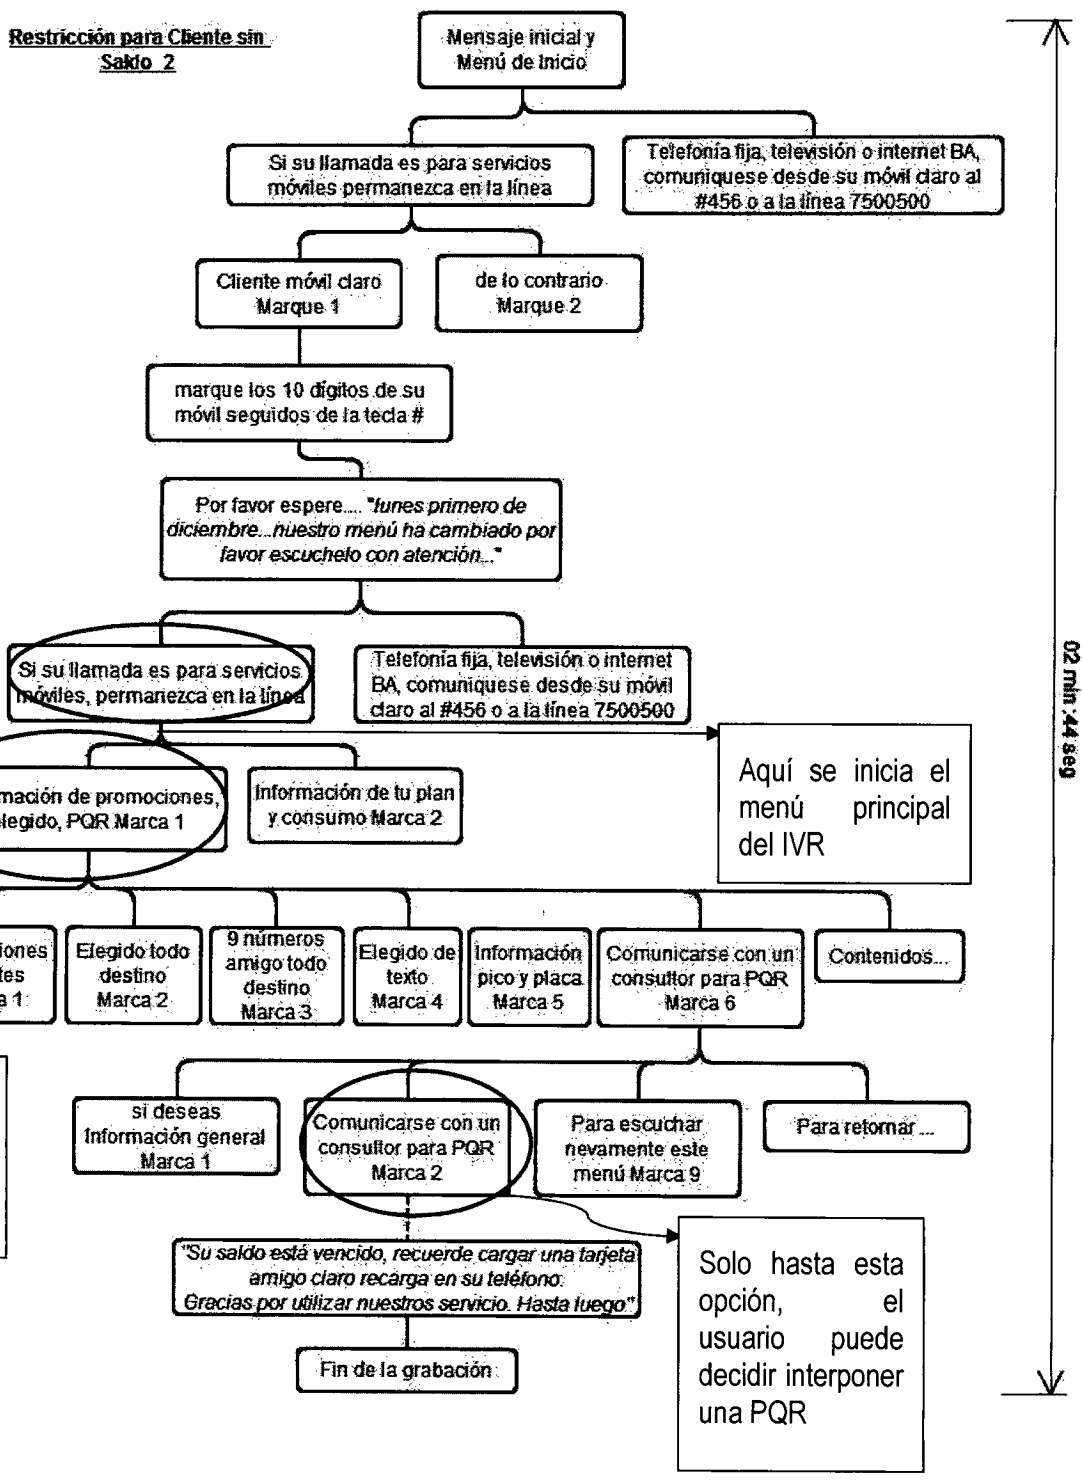 Restricción para Cliente sin
Saldo 2
Mensaje inicial y
Menú de Inicio
Si su llamada es para servicios
móviles permanezca en la línea
Telefonía fija, televisión o internet BA,
comuniquese desde su móvil claro al
#456 o a la línea 7500500
Cliente móvil claro
Marque 1
de lo contrario
Marque 2
marque los 10 dígitos de su
móvil seguidos de la tecla #
Por favor espere.... "lunes primero de
diciembre...nuestro menú ha cambiado por
favor escuchelo con atención..."
Si su llamada es para servicios
móviles, permanezca en la línea
Telefonía fija, televisión o internet
BA, comuniquese desde su móvil
claro al #456 o a la línea 7500500
02 min :44 seg
Aquí se inicia el
menú principal
del IVR
mación de promociones,
legido, PQR Marca 1
Información de tu plan
y consumo Marca 2
iones
tes
a 1
Elegido todo
destino
Marca 2
9 números
amigo todo
destino
Marca 3
Elegido de
texto
Marca 4
Información
pico y placa
Marca 5
Comunicarse con un
consultor para PQR
Marca 6
Contenidos...
si deseas
Información general
Marca 1
Comunicarse con un
consultor para PQR
Marca 2
Para escuchar
nevamente este
menú Marca 9
Para retornar ...
"Su saldo está vencido, recuerde cargar una tarjeta
amigo claro recarga en su teléfono.
Gracias por utilizar nuestros servicio. Hasta luego"
Fin de la grabación
Solo hasta esta
opción, el
usuario puede
decidir interponer
una PQR